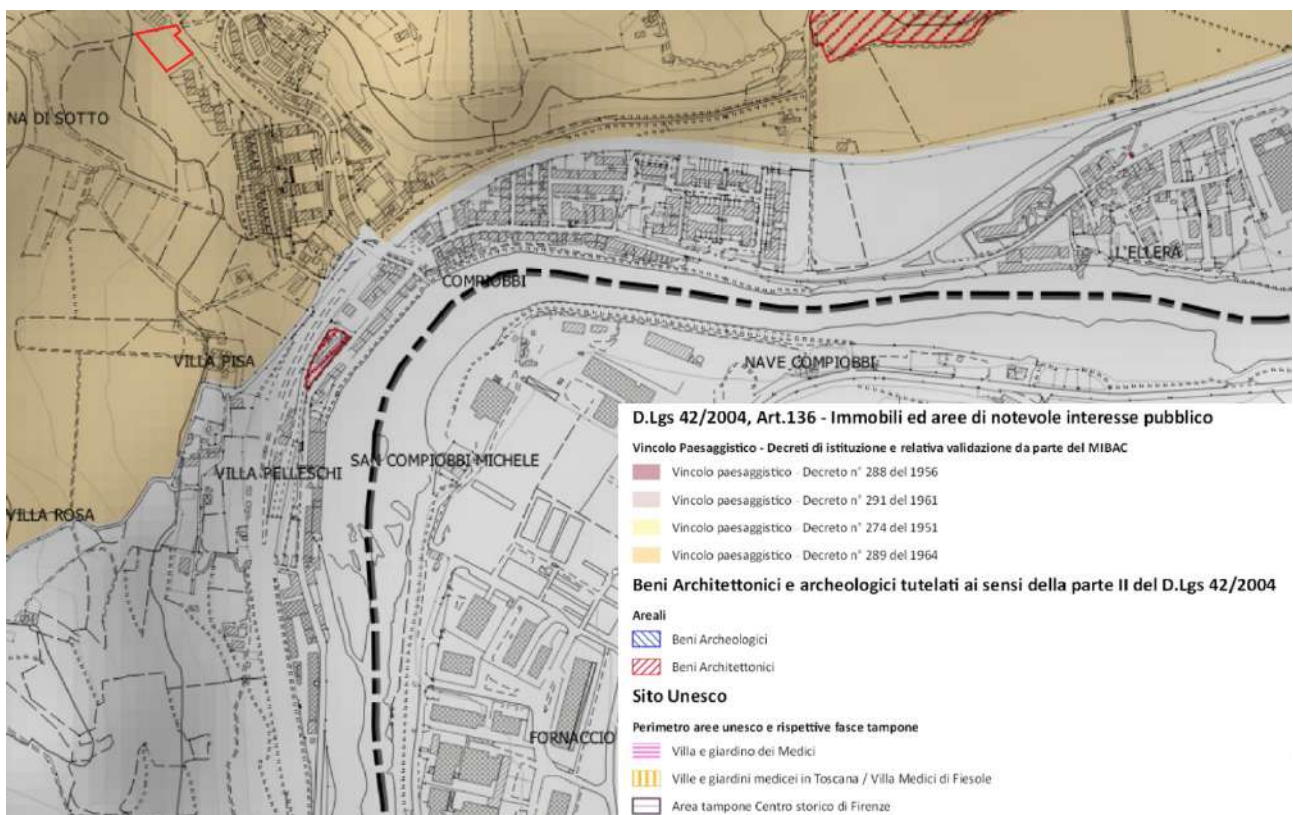 NA DI SOTTO
L'ELLERA
COMPIOBBI
VILLA PISA
NAVE COMPIOBBI
SAN COMPIOBBI MICHELE
VILLA PELLESCHI
VILLA ROSA
FORNACCIO
D.Lgs 42/2004, Art.136 - Immobili ed aree di notevole interesse pubblico
Vincolo Paesaggistico - Decreti di istituzione e relativa validazione da parte del MIBAC
Vincolo paesaggistico - Decreto n° 288 del 1956
Vincolo paesaggistico - Decreto n° 291 del 1961
Vincolo paesaggistico - Decreto n° 274 del 1951
Vincolo paesaggistico - Decreto n° 289 del 1964
Beni Architettonici e archeologici tutelati ai sensi della parte II del D.Lgs 42/2004
Areali
Beni Archeologici
Beni Architettonici
Sito Unesco
Perimetro aree unesco e rispettive fasce tampone
Villa e giardino dei Medici
Ville e giardini medicei in Toscana / Villa Medici di Fiesole
Area tampone Centro storico di Firenze